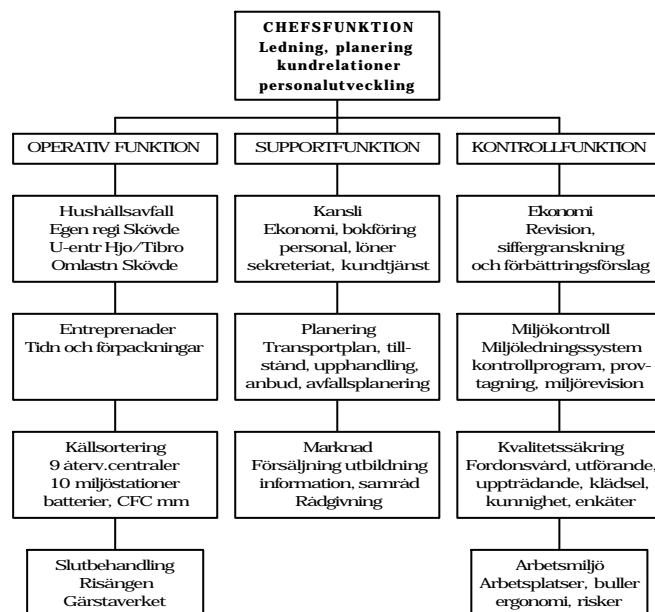 CHEFSFUNKTION
Ledning, planering
kundrelationer
personalutveckling
OPERATIV FUNKTION
SUPPORTFUNKTION
KONTROLLFUNKTION
Hushållsavfall
Egen regi Skövde
U-entr Hjo/Tibro
Omlastn Skövde
Kansli
Ekonomi, bokföring
personal, löner
sekreteriat, kundtjänst
Ekonomi
Revision,
siffergranskning
och förbättringsförslag
Entreprenader
Tidn och förpackningar
Planering
Transportplan, till-
stånd, upphandling,
anbud, avfallsplanering
Miljökontroll
Miljöledningssystem
kontrollprogram, prov-
tagning, miljörevision
Källsortering
9 återv.centraler
10 miljöstationer
batterier, CFC mm
Marknad
Försäljning utbildning
information, samråd
Rådgivning
Kvalitetssäkring
Fordonsvård, utförande,
uppträdande, klädsel,
kunnighet, enkäter
Slutbehandling
Risängen
Gärstaverket
Arbetsmiljö
Arbetsplatser, buller
ergonomi, risker